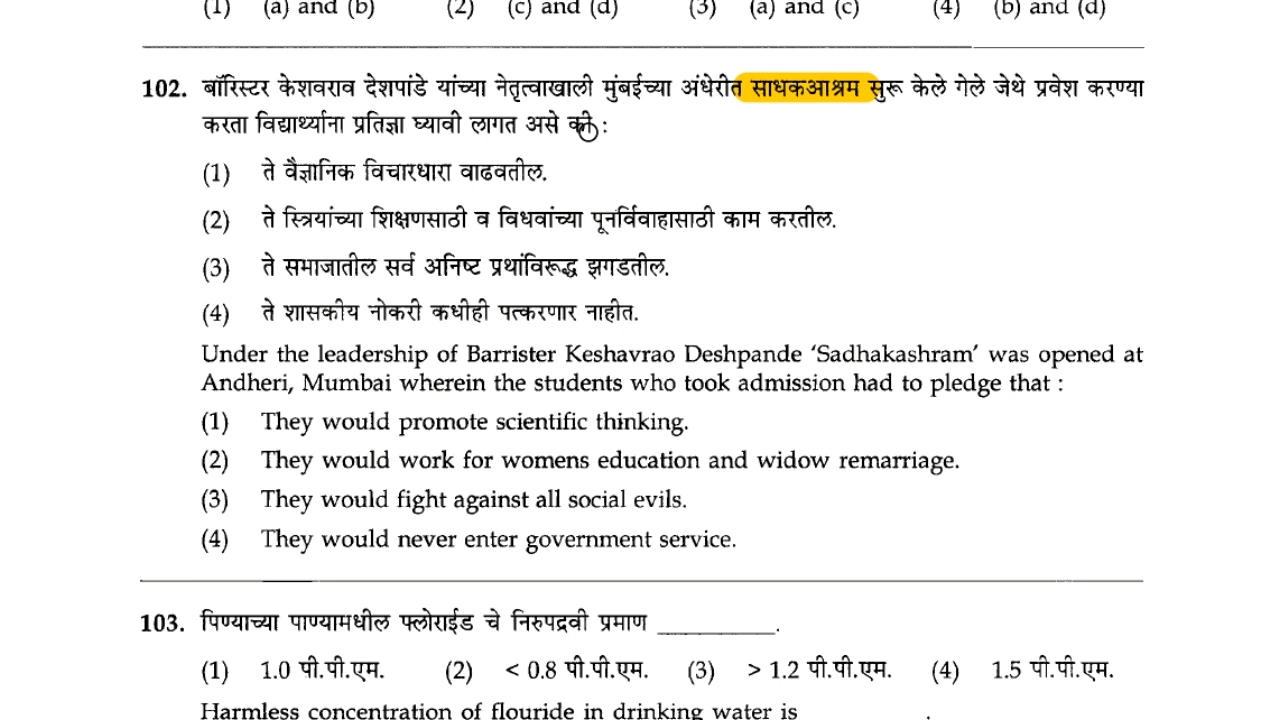 (1) (a) and (b) (2) (c) and (d) (3) (a) and (c) (4) (b) and (d)
102. बॉरिस्टर केशवराव देशपांडे यांच्या नेतृत्वाखाली मुंबईच्या अंधेरीत साधकआश्रम सुरू केले गेले जेथे प्रवेश करण्या
करता विद्यार्थ्यांना प्रतिज्ञा घ्यावी लागत असे की :
(1) ते वैज्ञानिक विचारधारा वाढवतील.
(2) ते स्त्रियांच्या शिक्षणसाठी व विधवांच्या पूनर्विवाहासाठी काम करतील.
(3) ते समाजातील सर्व अनिष्ट प्रथांविरूद्ध झगडतील.
(4) ते शासकीय नोकरी कधीही पत्करणार नाहीत.
Under the leadership of Barrister Keshavrao Deshpande 'Sadhakashram' was opened at
Andheri, Mumbai wherein the students who took admission had to pledge that :
(1) They would promote scientific thinking.
(2) They would work for womens education and widow remarriage.
(3) They would fight against all social evils.
(4) They would never enter government service.
103. पिण्याच्या पाण्यामधील फ्लोराईड चे निरुपद्रवी प्रमाण __________.
(1) 1.0 पी.पी.एम. (2) < 0.8 पी.पी.एम. (3) > 1.2 पी.पी.एम. (4) 1.5 पी.पी.एम.
Harmless concentration of flouride in drinking water is __________.